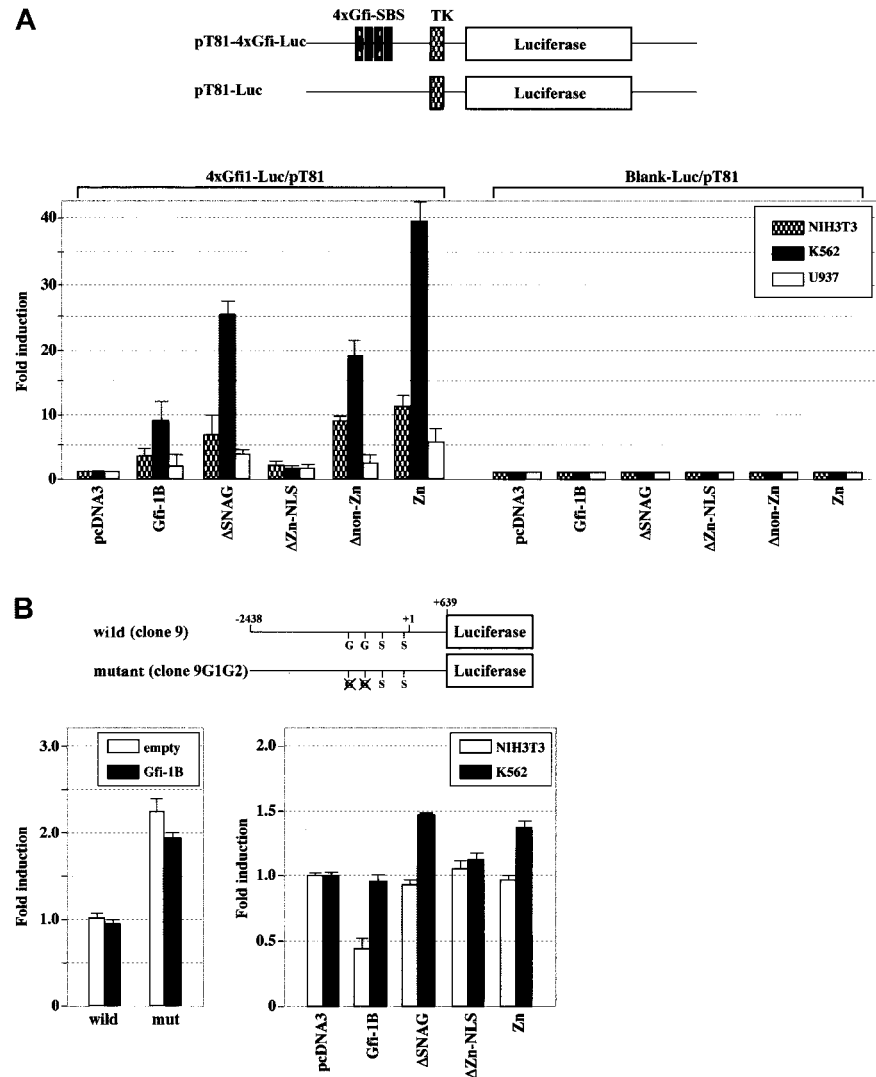 A
4xGfi-SBS TK
pT81-4xGfi-Luc Luciferase
pT81-Luc Luciferase
4xGfi1-Luc/pT81 Blank-Luc/pT81
Fold induction
40
30
20
10
0
NIH3T3
K562
U937
pcDNA3 Gfi-1B ΔSNAG ΔZn-NLS Δnon-Zn Zn pcDNA3 Gfi-1B ΔSNAG ΔZn-NLS Δnon-Zn Zn
B
-2438 +1 +639
wild (clone 9) Luciferase
G G S S
mutant (clone 9G1G2) Luciferase
G G S S
Fold induction
3.0
2.0
1.0
0
empty
Gfi-1B
wild mut
Fold induction
2.0
1.5
1.0
0.5
0
NIH3T3
K562
pcDNA3 Gfi-1B ΔSNAG ΔZn-NLS Zn